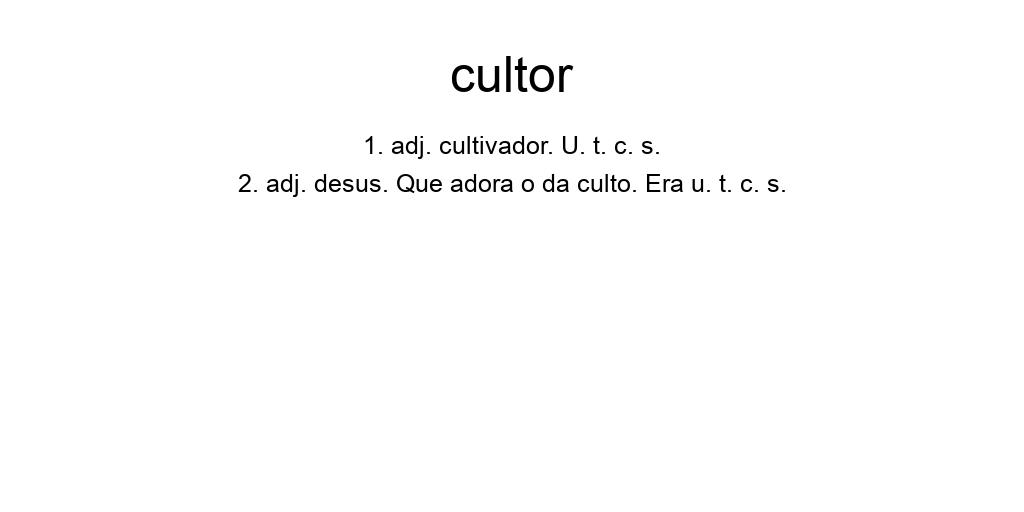 cultor
1. adj. cultivador. U. t. c. s.
2. adj. desus. Que adora o da culto. Era u. t. c. s.